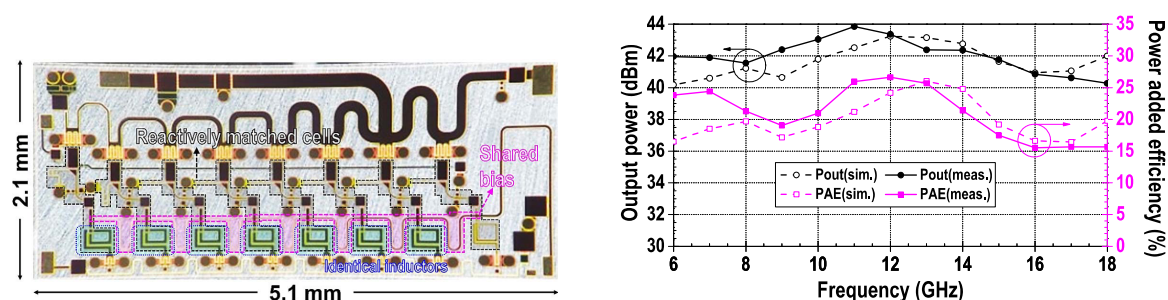 Reactively matched cells
Shared
bias
Identical inductors
2.1 mm
5.1 mm
Output power (dBm)
44
42
40
38
36
34
32
30
Pout(sim.)
Pout(meas.)
PAE(sim.)
PAE(meas.)
35
30
25
20
15
10
5
0
Power added efficiency (%)
6
8
10
12
14
16
18
Frequency (GHz)